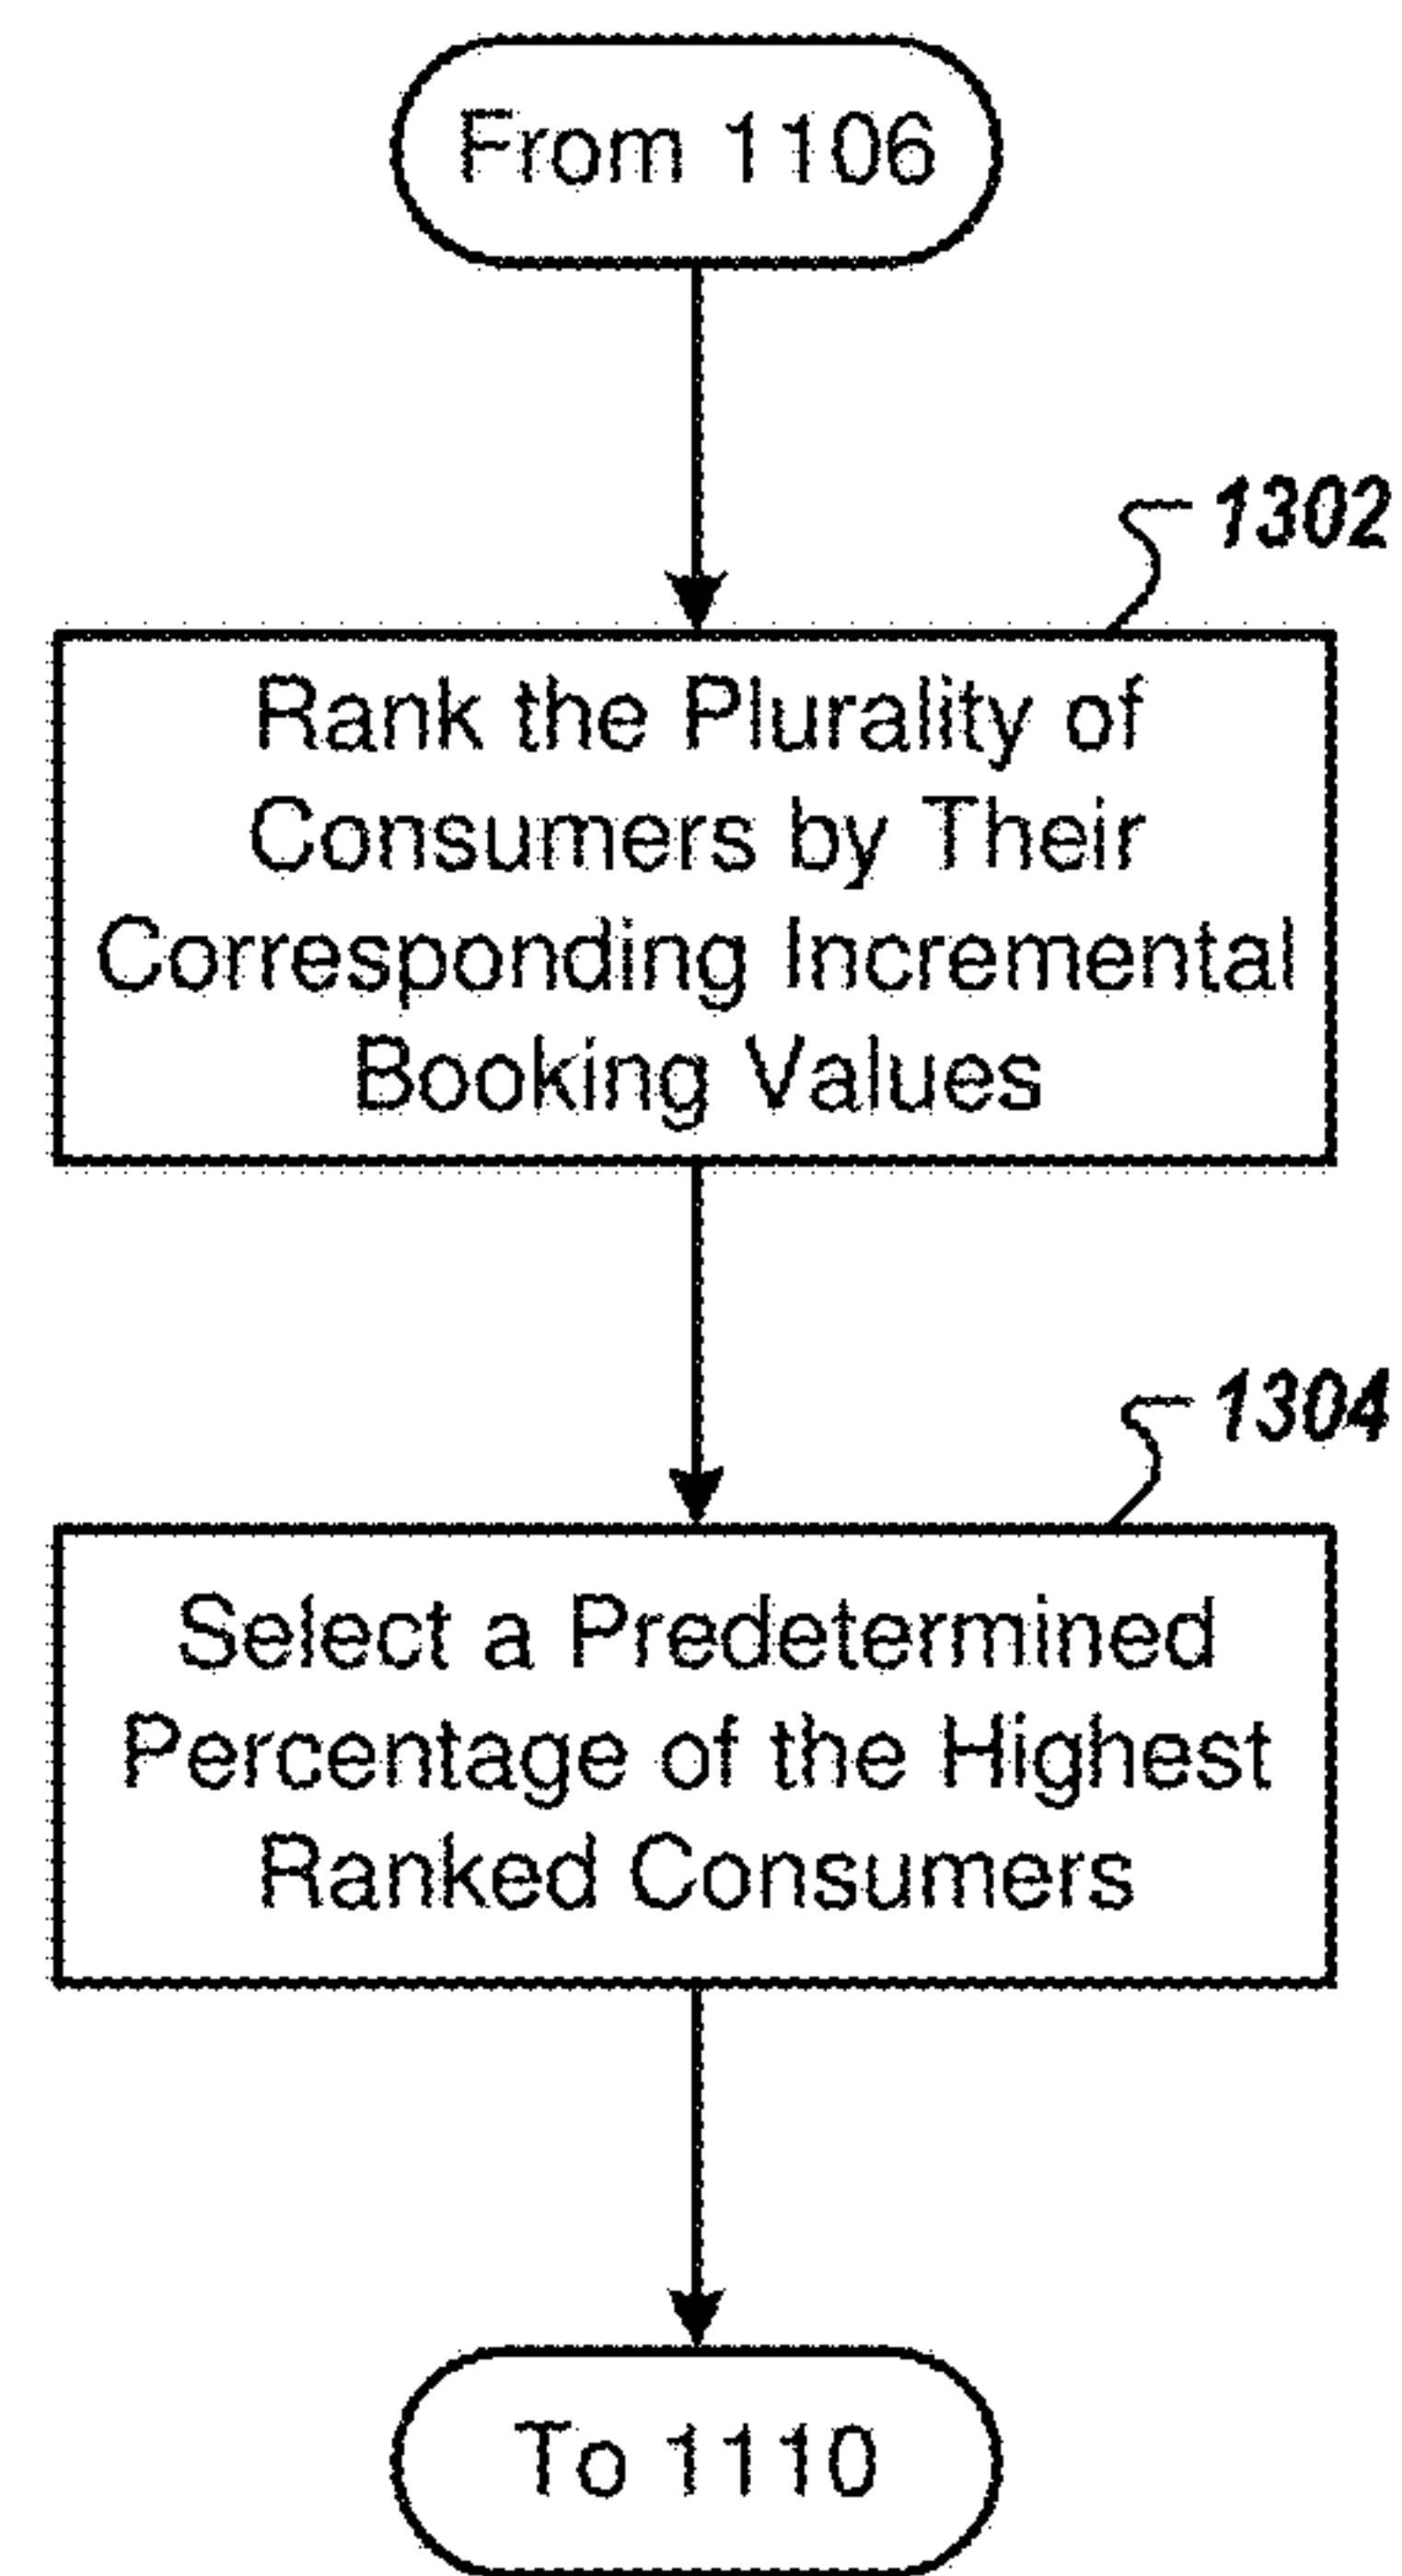 From 1106
1302
Rank the Plurality of
Consumers by Their
Corresponding Incremental
Booking Values
1304
Select a Predetermined
Percentage of the Highest
Ranked Consumers
To 1110